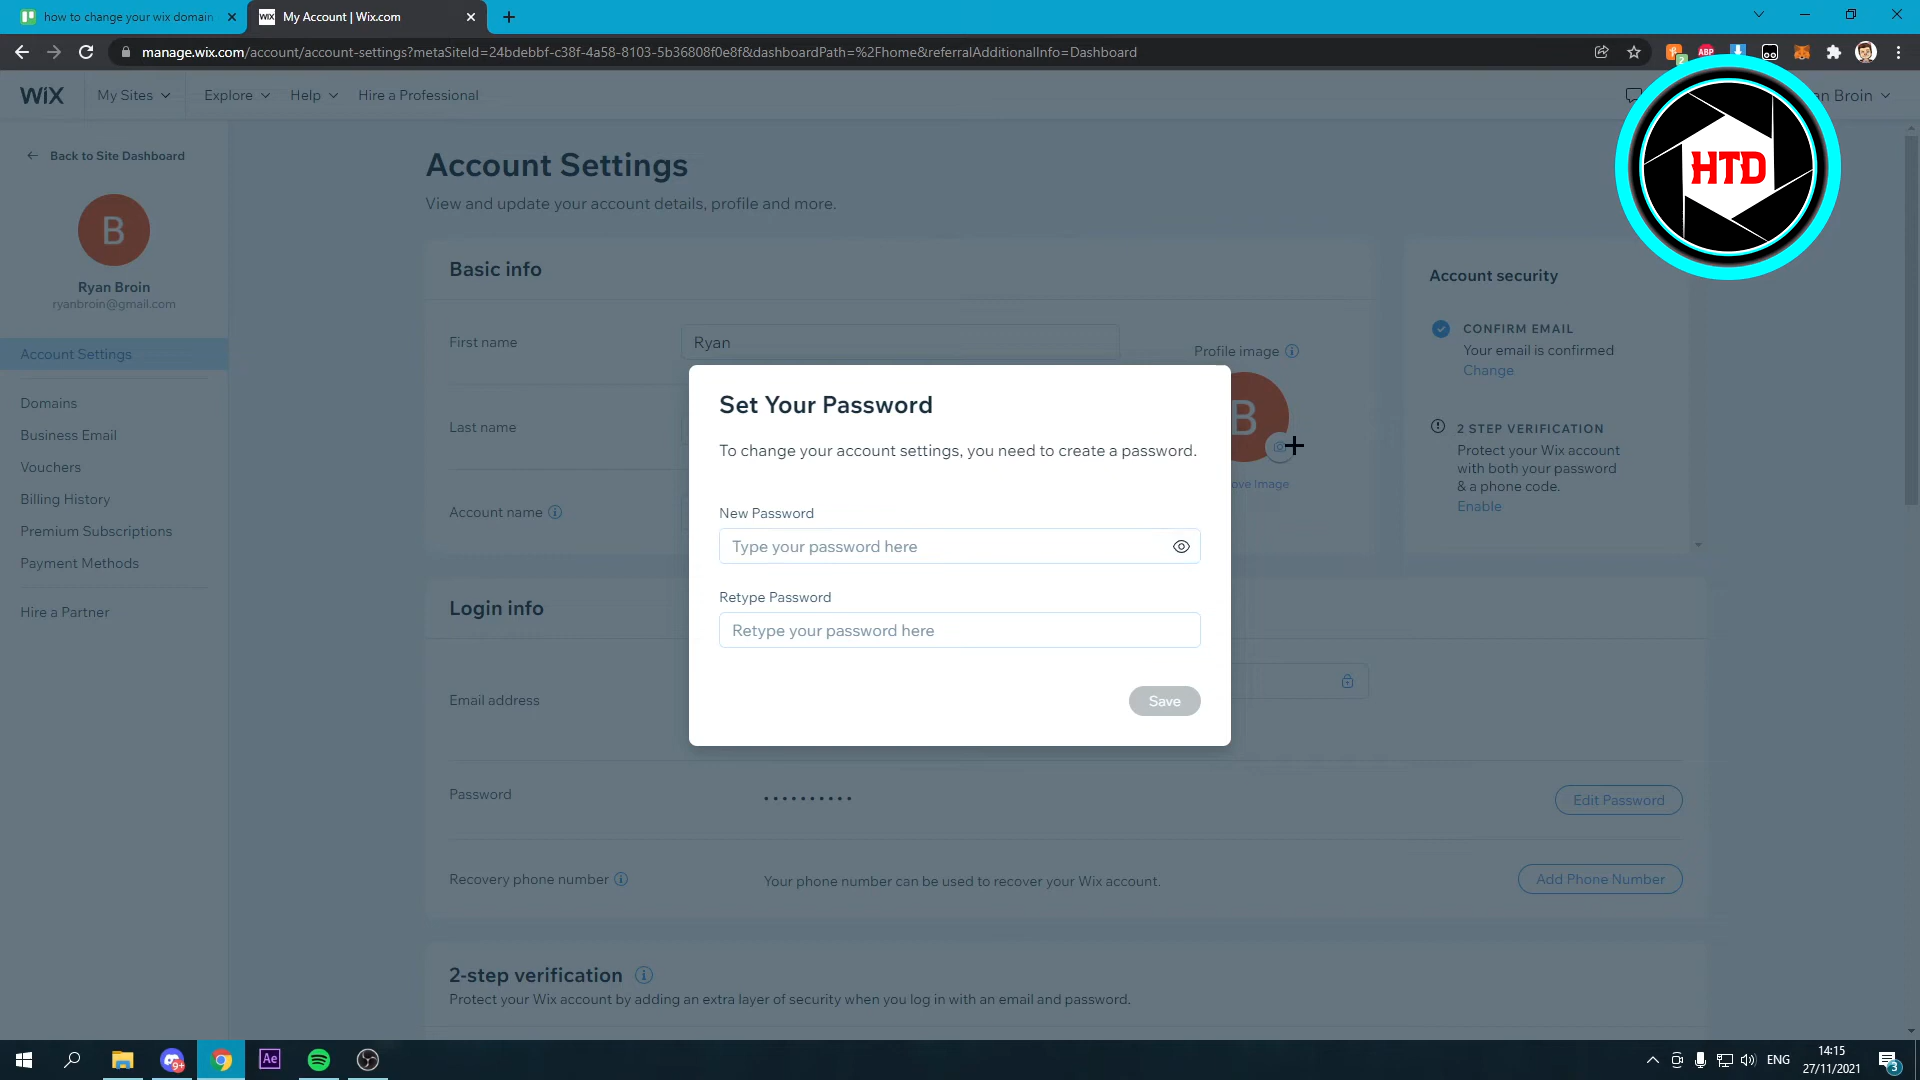 how to change your wix domain
WiX
My Account | Wix.com
manage.wix.com/account/account-settings?metaSiteId=24bdebbf-c38f-4a58-8103-5b36808f0e8f&dashboardPath=%2Fhome&referralAdditionalInfo=Dashboard
2
ABP
WiX
My Sites
Explore
Help
Hire a Professional
an Broin
HTD
Back to Site Dashboard
B
Ryan Broin
ryanbroin@gmail.com
Account Settings
Domains
Business Email
Vouchers
Billing History
Premium Subscriptions
Payment Methods
Hire a Partner
Account Settings
View and update your account details, profile and more.
Basic info
First name
Ryan
Last name
Account name
Profile image
B
ove Image
Account security
CONFIRM EMAIL
Your email is confirmed
Change
2 STEP VERIFICATION
Protect your Wix account
with both your password
& a phone code.
Enable
Set Your Password
To change your account settings, you need to create a password.
New Password
Type your password here
Retype Password
Retype your password here
Save
Login info
Email address
Password
Edit Password
Recovery phone number
Your phone number can be used to recover your Wix account.
Add Phone Number
2-step verification
Protect your Wix account by adding an extra layer of security when you log in with an email and password.
9+
Ae
ENG
14:15
27/11/2021
3